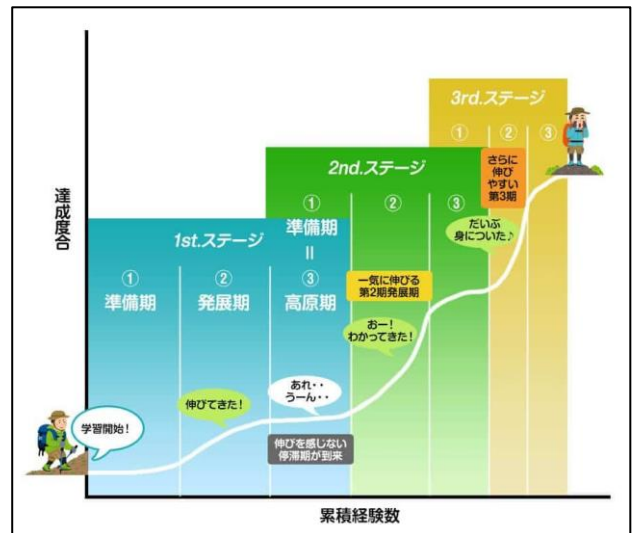 3rd.ステージ
①
②
③
さらに
伸び
やすい
第3期
2nd.ステージ
①
準備期
②
③
だいぶ
身についた♪
1st.ステージ
||
①
準備期
②
発展期
③
高原期
一気に伸びる
第2期発展期
おー！
わかってきた！
あれ・・
うーん・・
伸びてきた！
学習開始！
伸びを感じない
停滞期が到来
達成度合
累積経験数